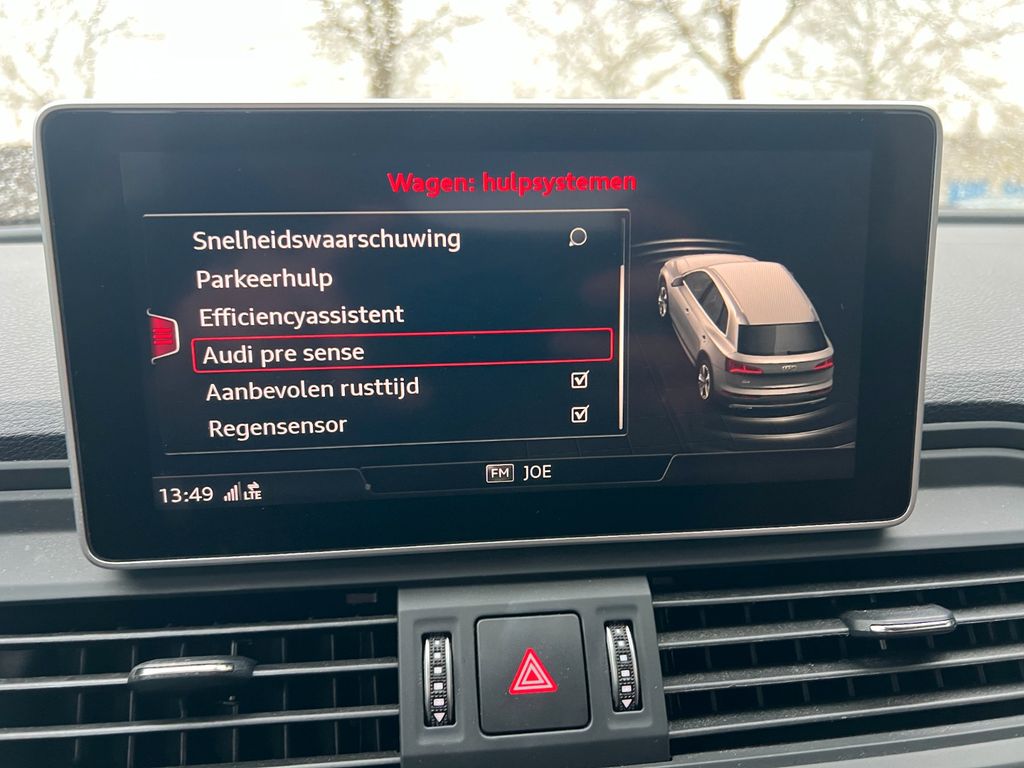 Wagen: hulpsystemen
Snelheidswaarschuwing
Parkeerhulp
Efficiencyassistent
Audi pre sense
Aanbevolen rusttijd
Regensensor
FM JOE
13:49 LTE